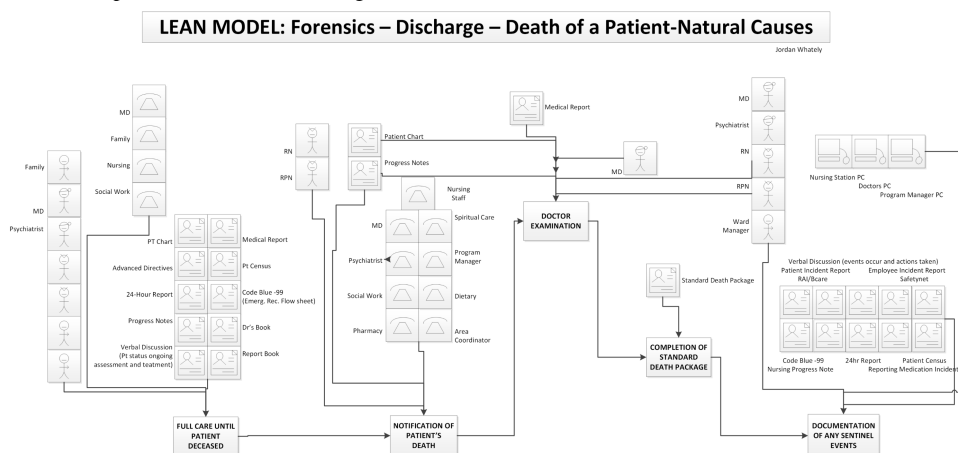 LEAN MODEL: Forensics – Discharge – Death of a Patient-Natural Causes
Jordan Whately
MD
Family
Nursing
Social Work
Family
MD
Psychiatrist
PT Chart
Medical Report
Advanced Directives
Pt Census
24-Hour Report
Code Blue -99
(Emerg. Rec. Flow sheet)
Progress Notes
Dr's Book
Verbal Discussion
(Pt status ongoing
assessment and teatment)
Report Book
FULL CARE UNTIL
PATIENT
DECEASED
RN
RPN
Patient Chart
Progress Notes
Nursing
Staff
MD
Spiritual Care
Psychiatrist
Program
Manager
Social Work
Dietary
Pharmacy
Area
Coordinator
NOTIFICATION OF
PATIENT'S
DEATH
Medical Report
MD
DOCTOR
EXAMINATION
Standard Death Package
COMPLETION OF
STANDARD
DEATH PACKAGE
MD
Psychiatrist
RN
RPN
Ward
Manager
Nursing Station PC
Doctors PC
Program Manager PC
Verbal Discussion (events occur and actions taken)
Patient Incident Report
Employee Incident Report
RAI/Bcare
Safetynet
Code Blue -99
24hr Report
Patient Census
Nursing Progress Note
Reporting Medication Incident
DOCUMENTATION
OF ANY SENTINEL
EVENTS